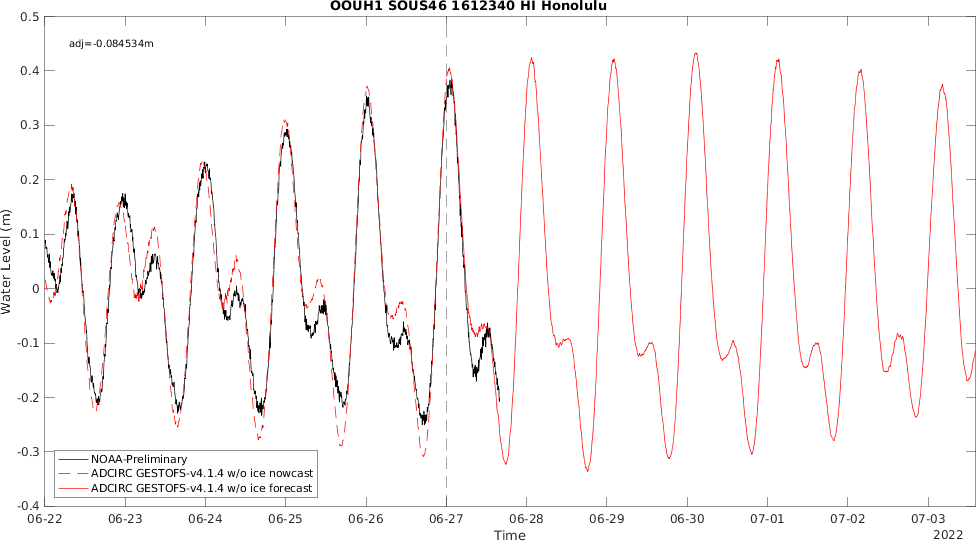 OOUH1 SOUS46 1612340 HI Honolulu
adj=-0.084534m
0.5
0.4
0.3
0.2
0.1
0
-0.1
-0.2
-0.3
-0.4
Water Level (m)
NOAA-Preliminary
ADCIRC GESTOFS-v4.1.4 w/o ice nowcast
ADCIRC GESTOFS-v4.1.4 w/o ice forecast
06-22 06-23 06-24 06-25 06-26 06-27 06-28 06-29 06-30 07-01 07-02 07-03
Time
2022